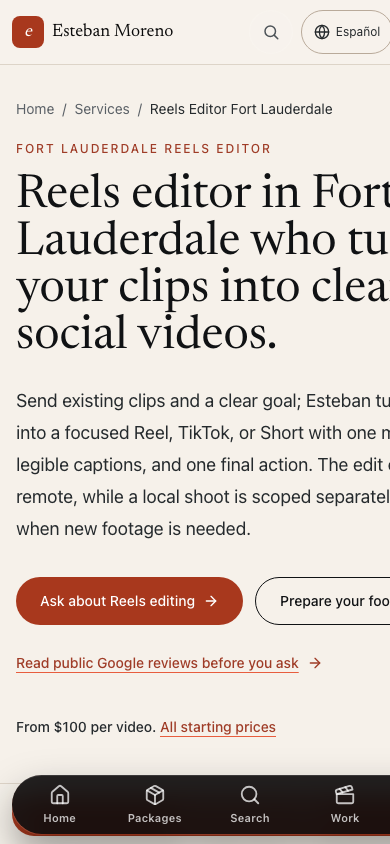 e Esteban Moreno
Español
Home / Services / Reels Editor Fort Lauderdale
FORT LAUDERDALE REELS EDITOR
Reels editor in Fort
Lauderdale who tu
your clips into clea
social videos.
Send existing clips and a clear goal; Esteban tu
into a focused Reel, TikTok, or Short with one m
legible captions, and one final action. The edit
remote, while a local shoot is scoped separatel
when new footage is needed.
Ask about Reels editing →
Prepare your foo
Read public Google reviews before you ask →
From $100 per video. All starting prices
Home
Packages
Search
Work